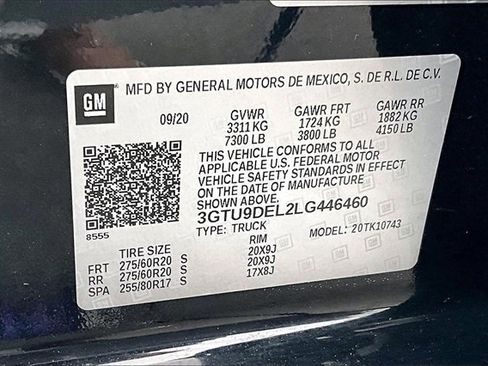 GM
MFD BY GENERAL MOTORS DE MEXICO, S. DE R.L. DE C.V.
09/20 GVWR GAWR FRT GAWR RR
3311 KG 1724 KG 1882 KG
7300 LB 3800 LB 4150 LB
THIS VEHICLE CONFORMS TO ALL
APPLICABLE U.S. FEDERAL MOTOR
VEHICLE SAFETY AND THEFT PREVENTION
STANDARDS IN EFFECT ON THE DATE OF
MANUFACTURE SHOWN ABOVE.
3GTU9DEL2LG446460
8555
TYPE: TRUCK MODEL: 20TK10743
TIRE SIZE RIM
FRT 275/60R20 S 20X9J
RR 275/60R20 S 20X9J
SPA 255/80R17 S 17X8J